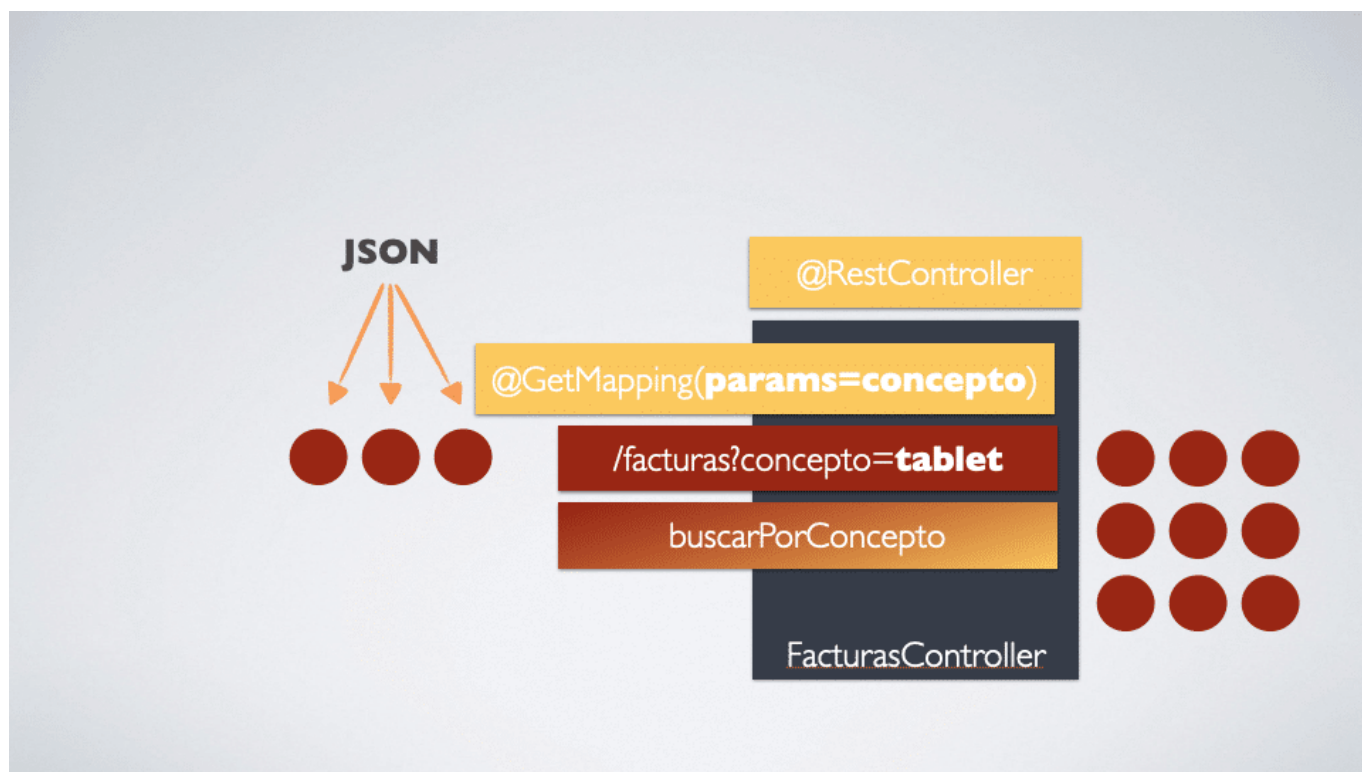 JSON
@RestController
@GetMapping(params=concepto)
/facturas?concepto=tablet
buscarPorConcepto
FacturasController